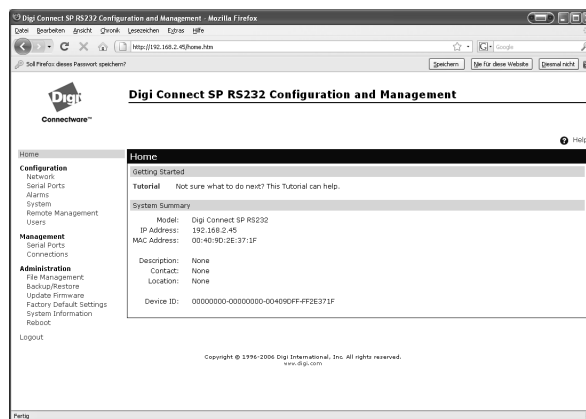 Digi Connect SP RS232 Configuration and Management - Mozilla Firefox
Datei Bearbeiten Ansicht Chronik Lesezeichen Extras Hilfe
http://192.168.2.45/home.htm
Google
Soll Firefox dieses Passwort speichern?
Speichern Nie für diese Website Diesmal nicht
Digi
Connectware™
Digi Connect SP RS232 Configuration and Management
Help
Home
Configuration
Network
Serial Ports
Alarms
System
Remote Management
Users
Management
Serial Ports
Connections
Administration
File Management
Backup/Restore
Update Firmware
Factory Default Settings
System Information
Reboot
Logout
Home
Getting Started
Tutorial Not sure what to do next? This Tutorial can help.
System Summary
Model: Digi Connect SP RS232
IP Address: 192.168.2.45
MAC Address: 00:40:9D:2E:37:1F
Description: None
Contact: None
Location: None
Device ID: 00000000-00000000-00409DFF-FF2E371F
Copyright © 1996-2006 Digi International, Inc. All rights reserved.
www.digi.com
Fertig